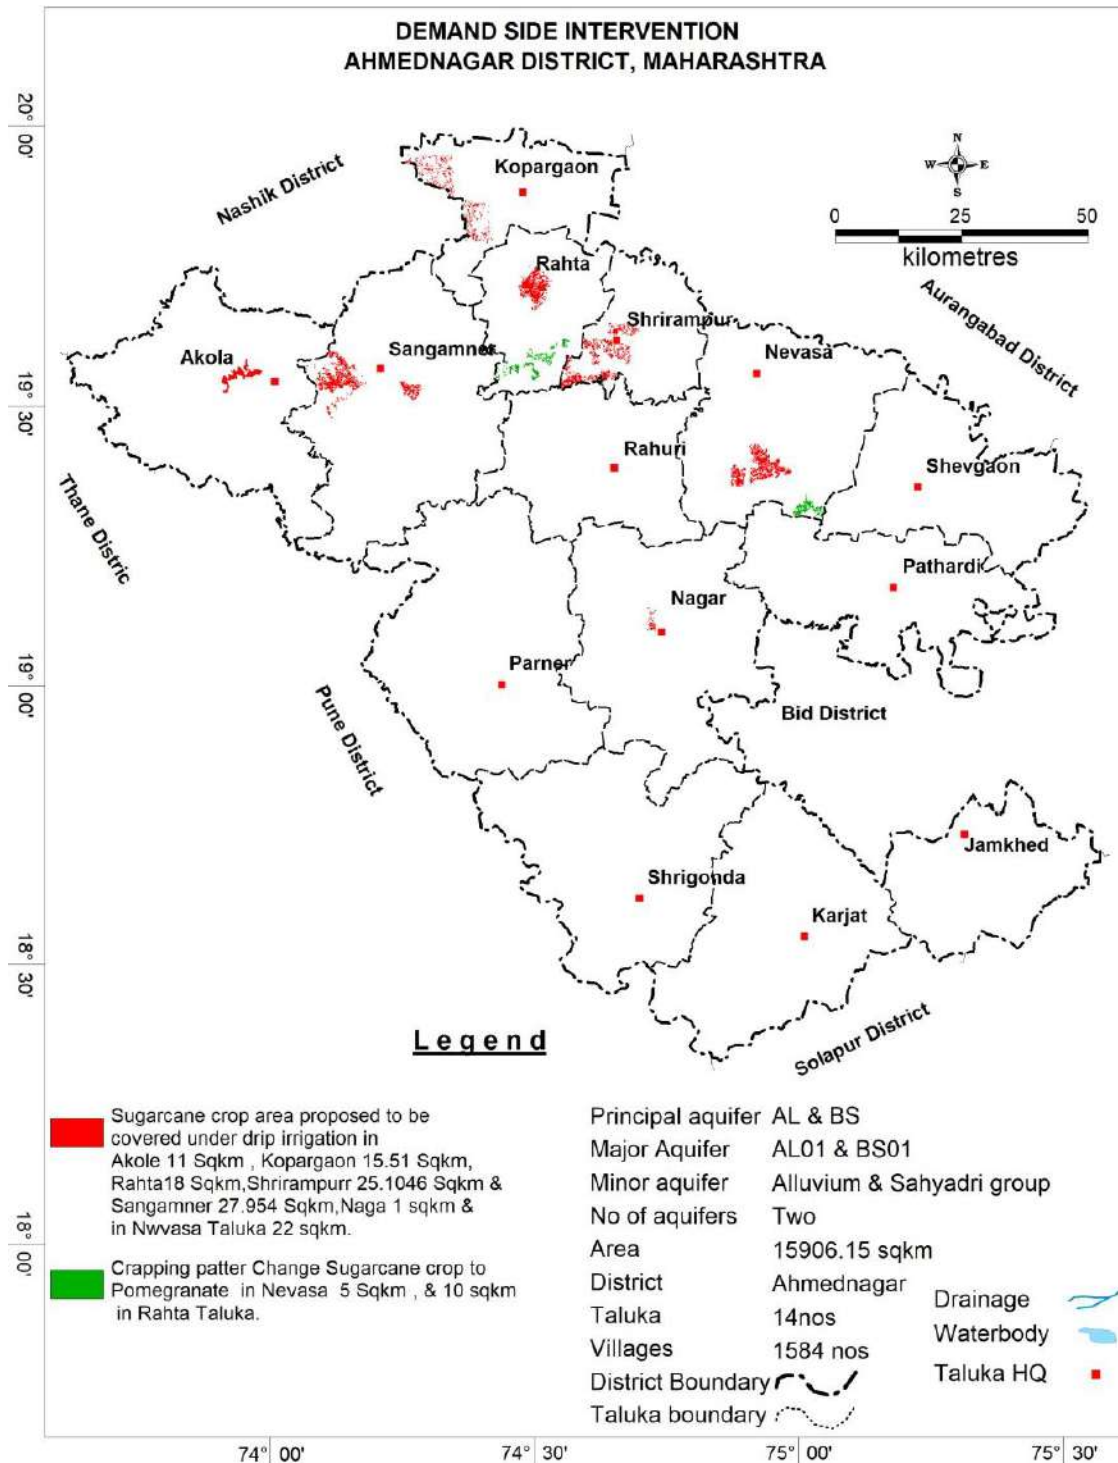 DEMAND SIDE INTERVENTION
AHMEDNAGAR DISTRICT, MAHARASHTRA
20° 00'
Nashik District
Kopargaon
N
W E
S
0 25 50
kilometres
Rahta
Aurangabad District
Shrirampur
Akola
Sangamner
Nevasa
19° 30'
Rahuri
Shevgaon
Thane Distric
Pathardi
Nagar
Parner
19° 00'
Pune District
Bid District
Jamkhed
Shrigonda
Karjat
18° 30'
Solapur District
Legend
Sugarcane crop area proposed to be
covered under drip irrigation in
Akole 11 Sqkm , Kopargaon 15.51 Sqkm,
Rahta18 Sqkm,Shrirampurr 25.1046 Sqkm &
Sangamner 27.954 Sqkm,Naga 1 sqkm &
in Nwvasa Taluka 22 sqkm.
Crapping patter Change Sugarcane crop to
Pomegranate in Nevasa 5 Sqkm , & 10 sqkm
in Rahta Taluka.
18° 00'
Principal aquifer AL & BS
Major Aquifer AL01 & BS01
Minor aquifer Alluvium & Sahyadri group
No of aquifers Two
Area 15906.15 sqkm
District Ahmednagar
Taluka 14nos
Villages 1584 nos
District Boundary
Taluka boundary
Drainage
Waterbody
Taluka HQ
74° 00' 74° 30' 75° 00' 75° 30'